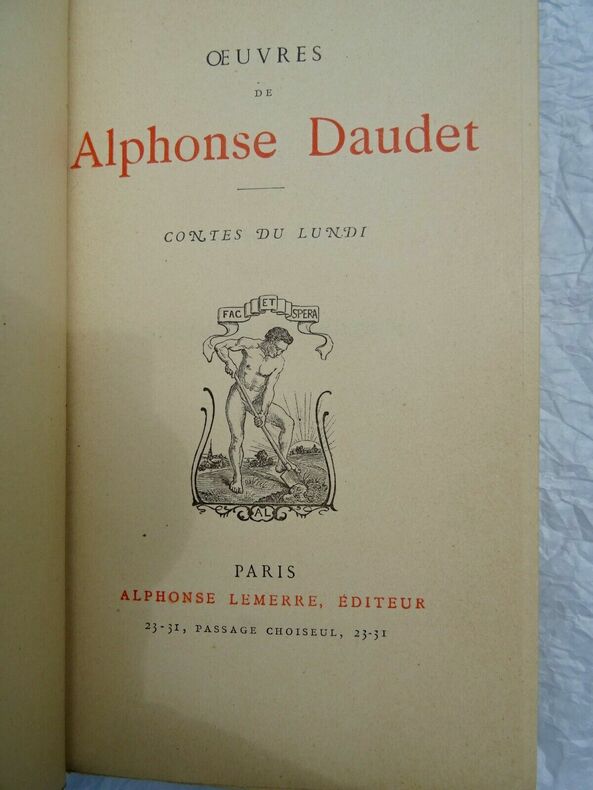 ŒUVRES
DE
Alphonse Daudet
CONTES DU LUNDI
FAC ET SPERA
AL
PARIS
ALPHONSE LEMERRE, ÉDITEUR
23-31, PASSAGE CHOISEUL, 23-31